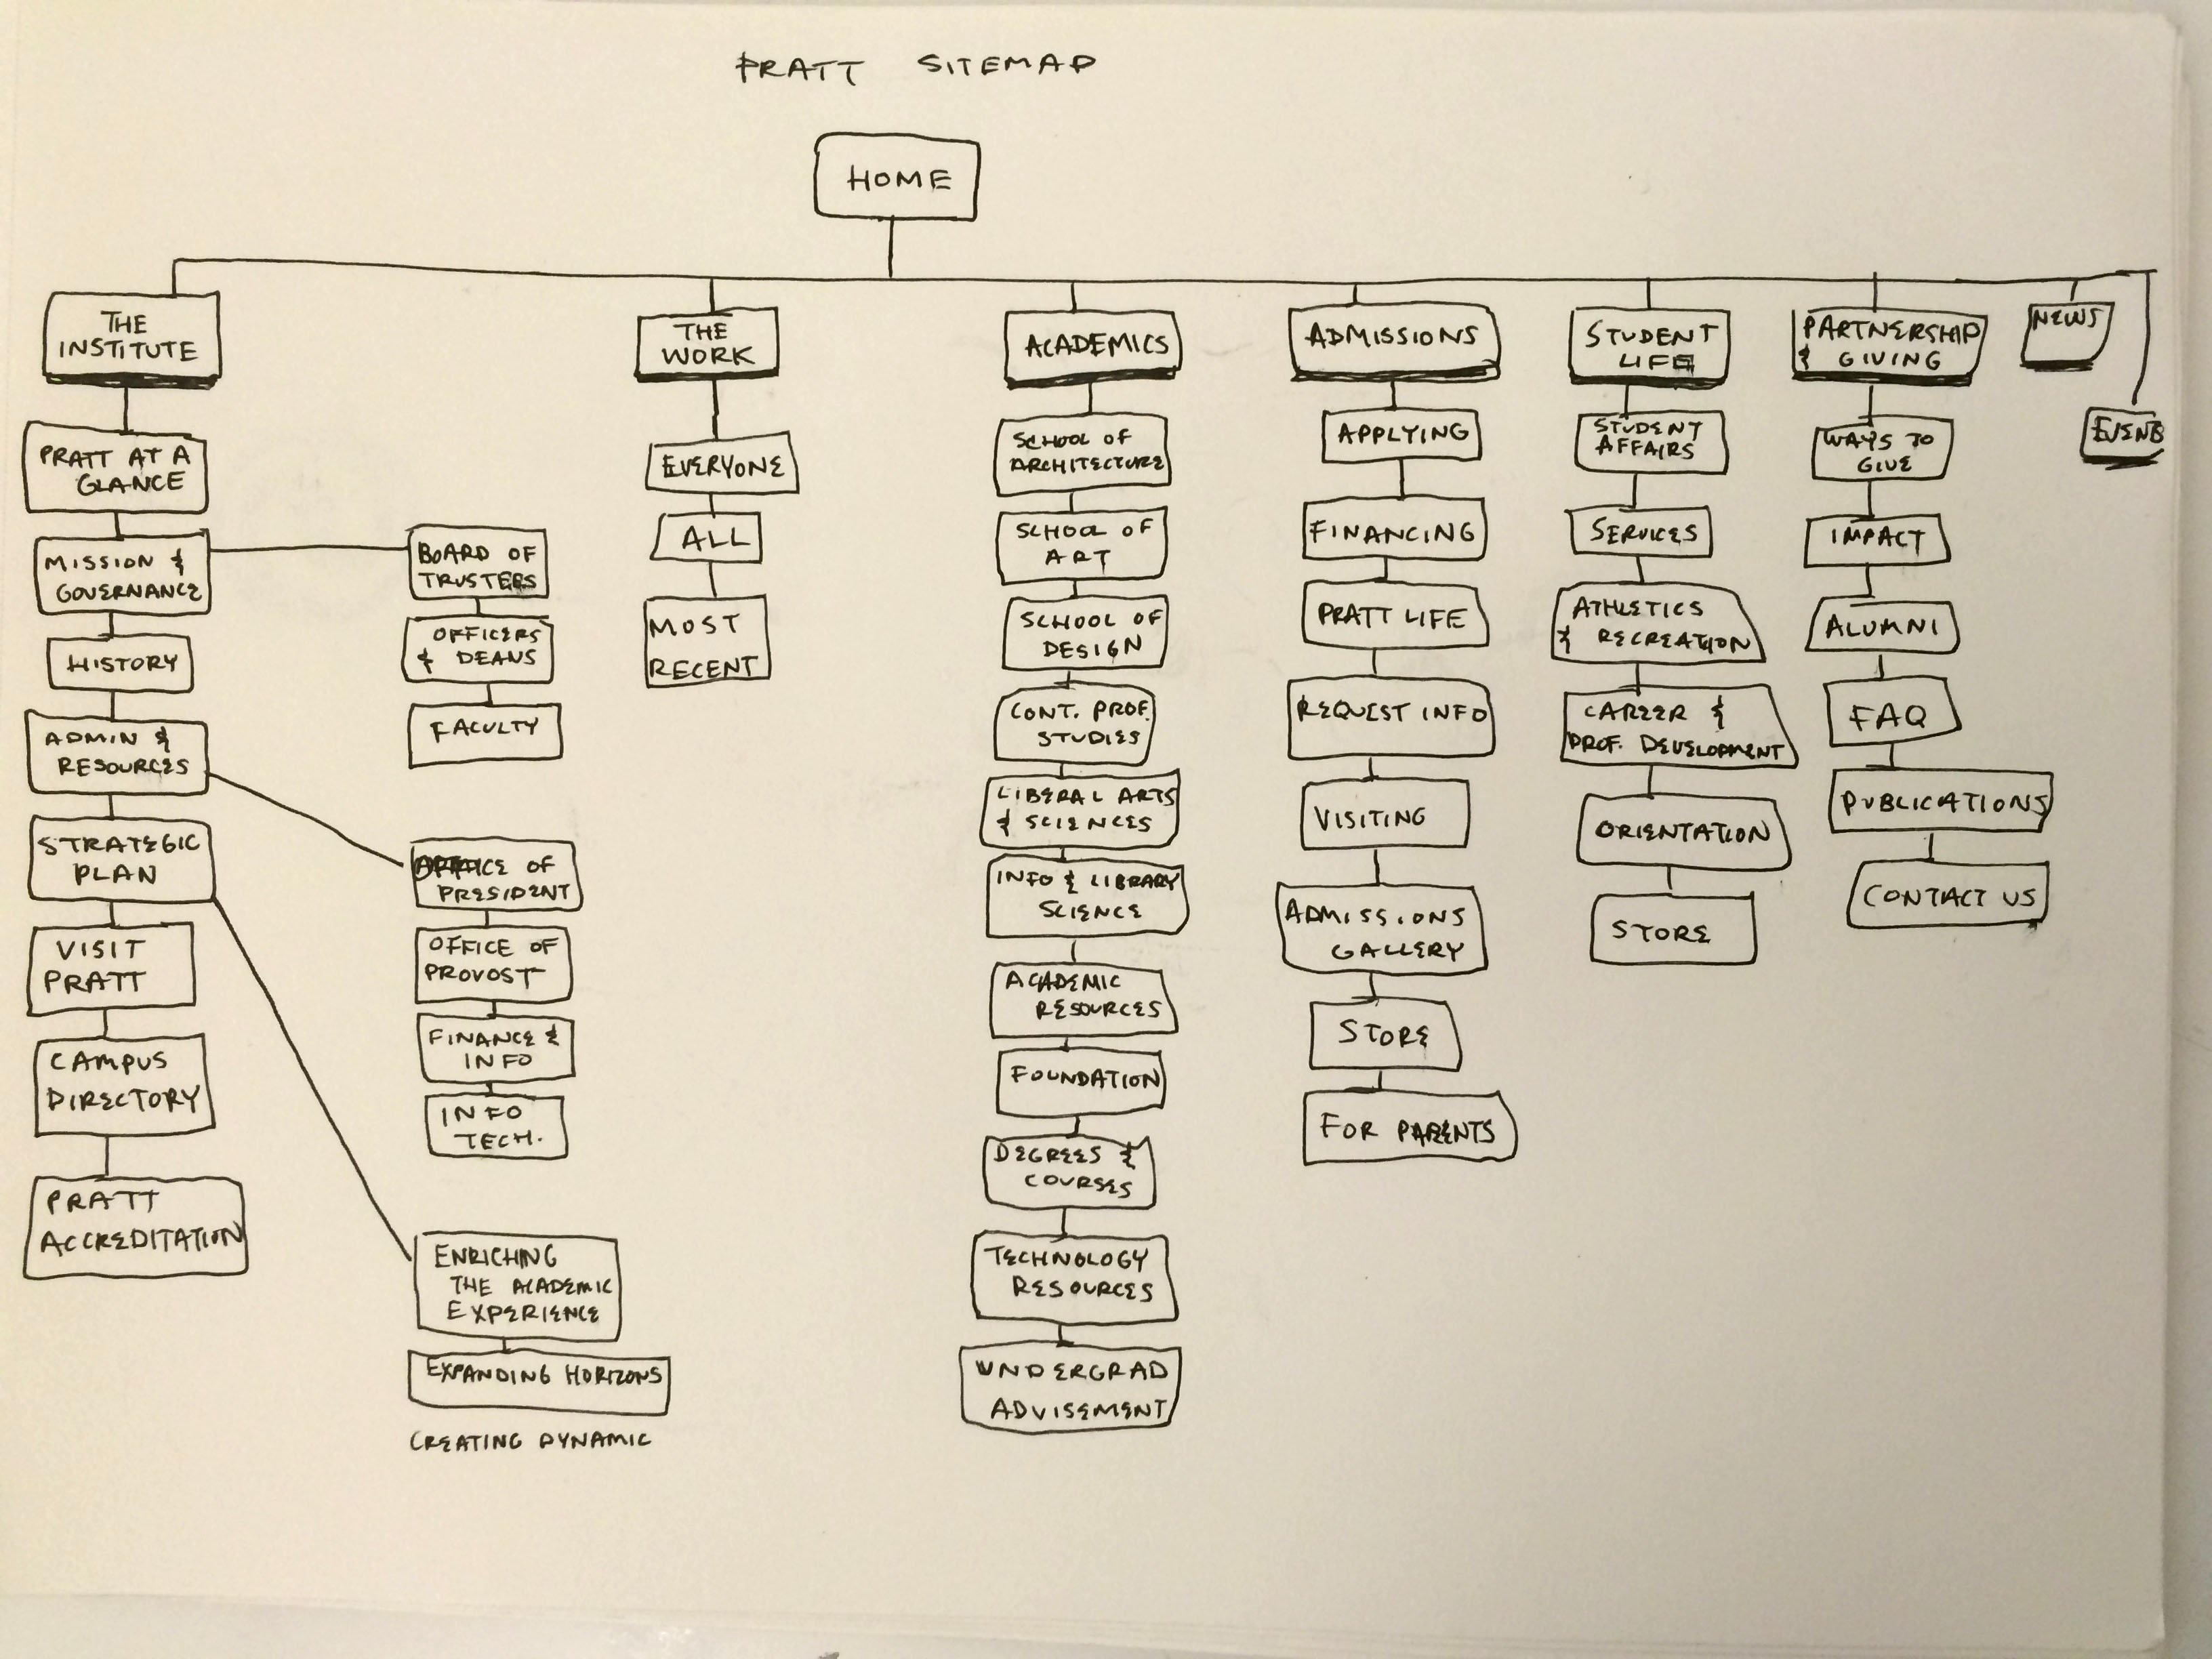 PRATT SITEMAP
HOME
THE
INSTITUTE
PRATT AT A
GLANCE
MISSION &
GOVERNANCE
HISTORY
ADMIN &
RESOURCES
STRATEGIC
PLAN
VISIT
PRATT
CAMPUS
DIRECTORY
PRATT
ACCREDITATION
BOARD OF
TRUSTEES
OFFICERS
& DEANS
FACULTY
OFFICE OF
PRESIDENT
OFFICE OF
PROVOST
FINANCE &
INFO
INFO
TECH.
ENRICHING
THE ACADEMIC
EXPERIENCE
EXPANDING HORIZONS
CREATING DYNAMIC
THE
WORK
EVERYONE
ALL
MOST
RECENT
ACADEMICS
SCHOOL OF
ARCHITECTURE
SCHOOL OF
ART
SCHOOL OF
DESIGN
CONT. PROF.
STUDIES
LIBERAL ARTS
& SCIENCES
INFO & LIBRARY
SCIENCE
ACADEMIC
RESOURCES
FOUNDATION
DEGREES &
COURSES
TECHNOLOGY
RESOURCES
UNDERGRAD
ADVISEMENT
ADMISSIONS
APPLYING
FINANCING
PRATT LIFE
REQUEST INFO
VISITING
ADMISSIONS
GALLERY
STORE
FOR PARENTS
STUDENT
LIFE
STUDENT
AFFAIRS
SERVICES
ATHLETICS
& RECREATION
CAREER &
PROF. DEVELOPMENT
ORIENTATION
STORE
PARTNERSHIP
& GIVING
WAYS TO
GIVE
IMPACT
ALUMNI
FAQ
PUBLICATIONS
CONTACT US
NEWS
EVENTS